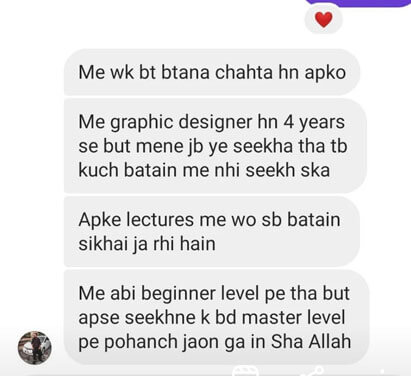 Me wk bt btana chahta hn apko
Me graphic designer hn 4 years
se but mene jb ye seekha tha tb
kuch batain me nhi seekh ska
Apke lectures me wo sb batain
sikhai ja rhi hain
Me abi beginner level pe tha but
apse seekhne k bd master level
pe pohanch jaon ga in Sha Allah